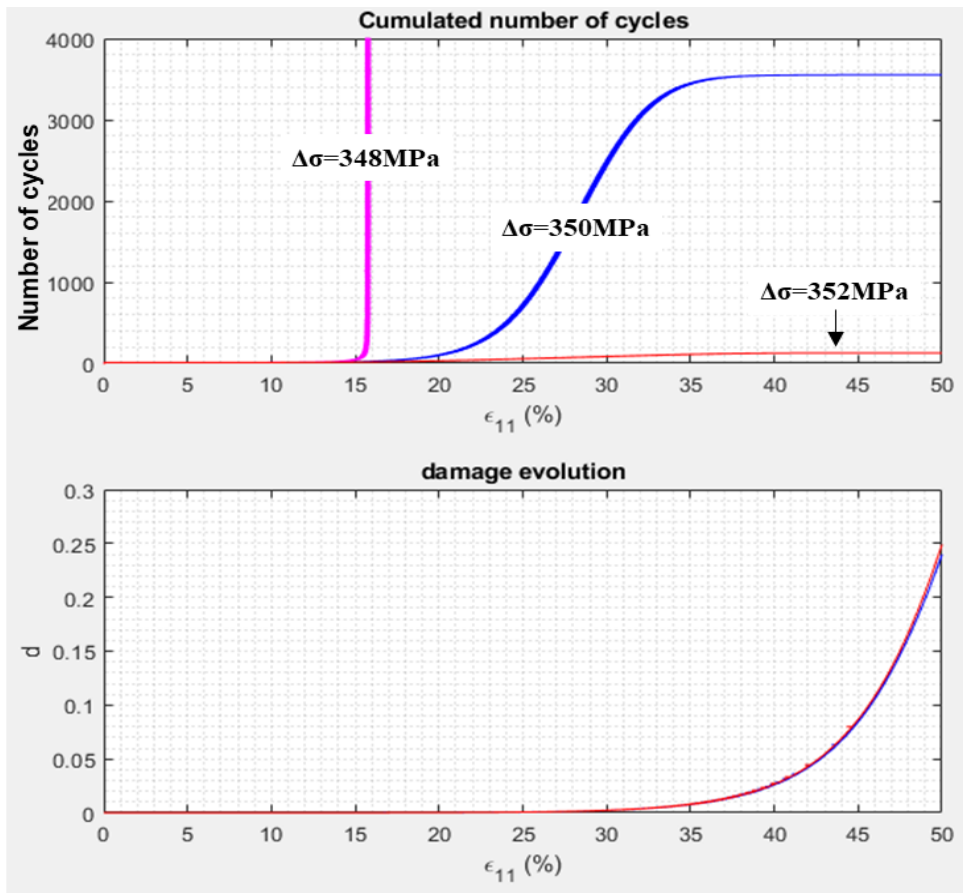 Cumulated number of cycles
4000
3000
2000
1000
0
Number of cycles
Δσ=348MPa
Δσ=350MPa
Δσ=352MPa
0 5 10 15 20 25 30 35 40 45 50
ϵ11 (%)
damage evolution
0.3
0.25
0.2
0.15
0.1
0.05
0
d
0 5 10 15 20 25 30 35 40 45 50
ϵ11 (%)